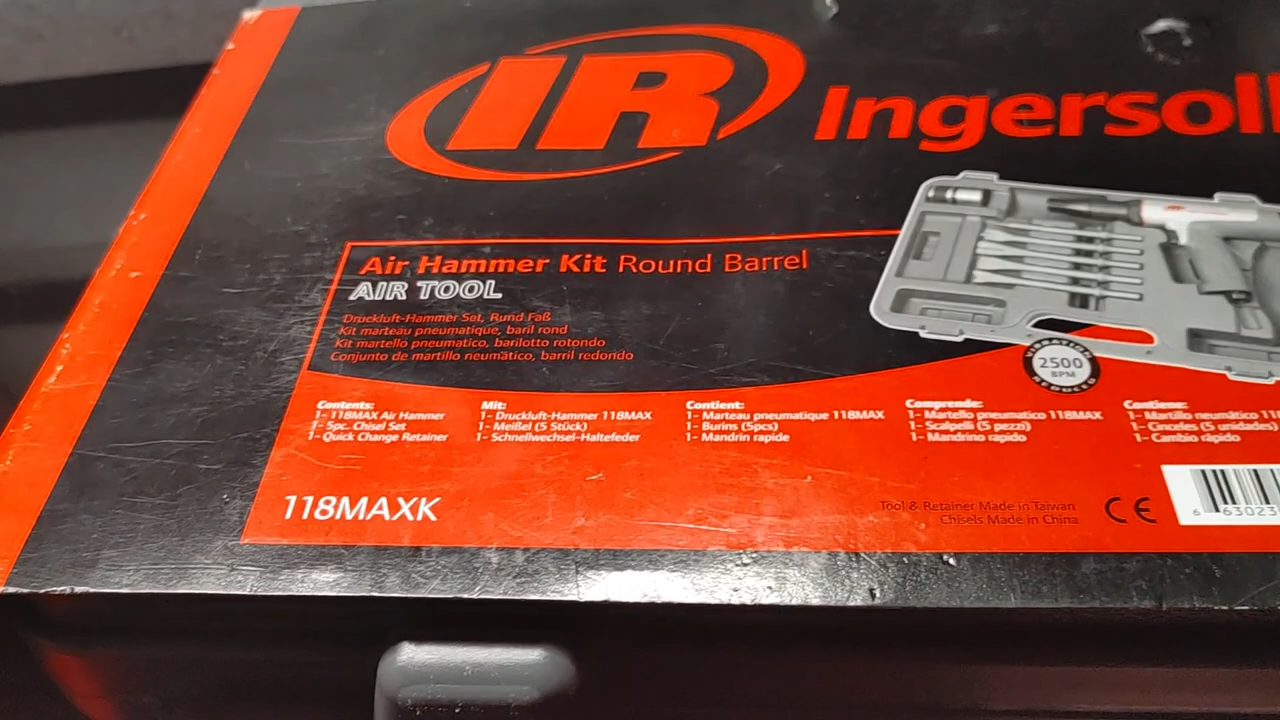 IR
Ingersoll
Air Hammer Kit Round Barrel
AIR TOOL
Druckluft-Hammer Set, Rund Faß
Kit marteau pneumatique, baril rond
Kit martello pneumatico, barilotto rotondo
Conjunto de martillo neumático, barril redondo
VIBRATION
2500
BPM
REDUCED
Contents:
1- 118MAX Air Hammer
1- 5pc. Chisel Set
1- Quick Change Retainer
Mit:
1- Druckluft-Hammer 118MAX
1- Meißel (5 Stück)
1- Schnellwechsel-Haltefeder
Contient:
1- Marteau pneumatique 118MAX
1- Burins (5pcs)
1- Mandrin rapide
Comprende:
1- Martello pneumatico 118MAX
1- Scalpelli (5 pezzi)
1- Mandrino rapido
Contiene:
1- Martillo neumático 11
1- Cinceles (5 unidades)
1- Cambio ràpido
118MAXK
Tool & Retainer Made in Taiwan
Chisels Made in China
CE
6 63023